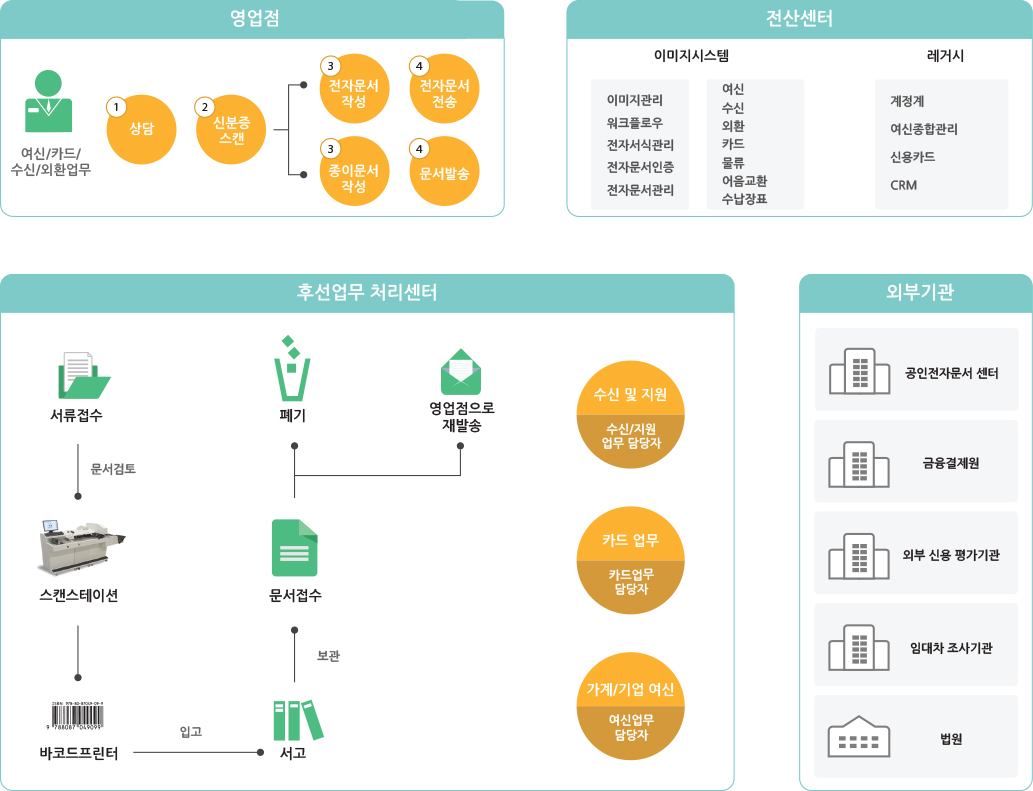 영업점
여신/카드/
수신/외환업무
1
상담
2
신분증
스캔
3
전자문서
작성
4
전자문서
전송
3
종이문서
작성
4
문서발송
전산센터
이미지시스템
이미지관리
워크플로우
전자서식관리
전자문서인증
전자문서관리
여신
수신
외환
카드
물류
어음교환
수납장표
레거시
계정계
여신종합관리
신용카드
CRM
후선업무 처리센터
서류접수
문서검토
스캔스테이션
ISBN 978-80-87049-09-9
9 788087 049099
바코드프린터
입고
서고
보관
문서접수
폐기
영업점으로
재발송
수신 및 지원
수신/지원
업무 담당자
카드 업무
카드업무
담당자
가계/기업 여신
여신업무
담당자
외부기관
공인전자문서 센터
금융결제원
외부 신용 평가기관
임대차 조사기관
법원